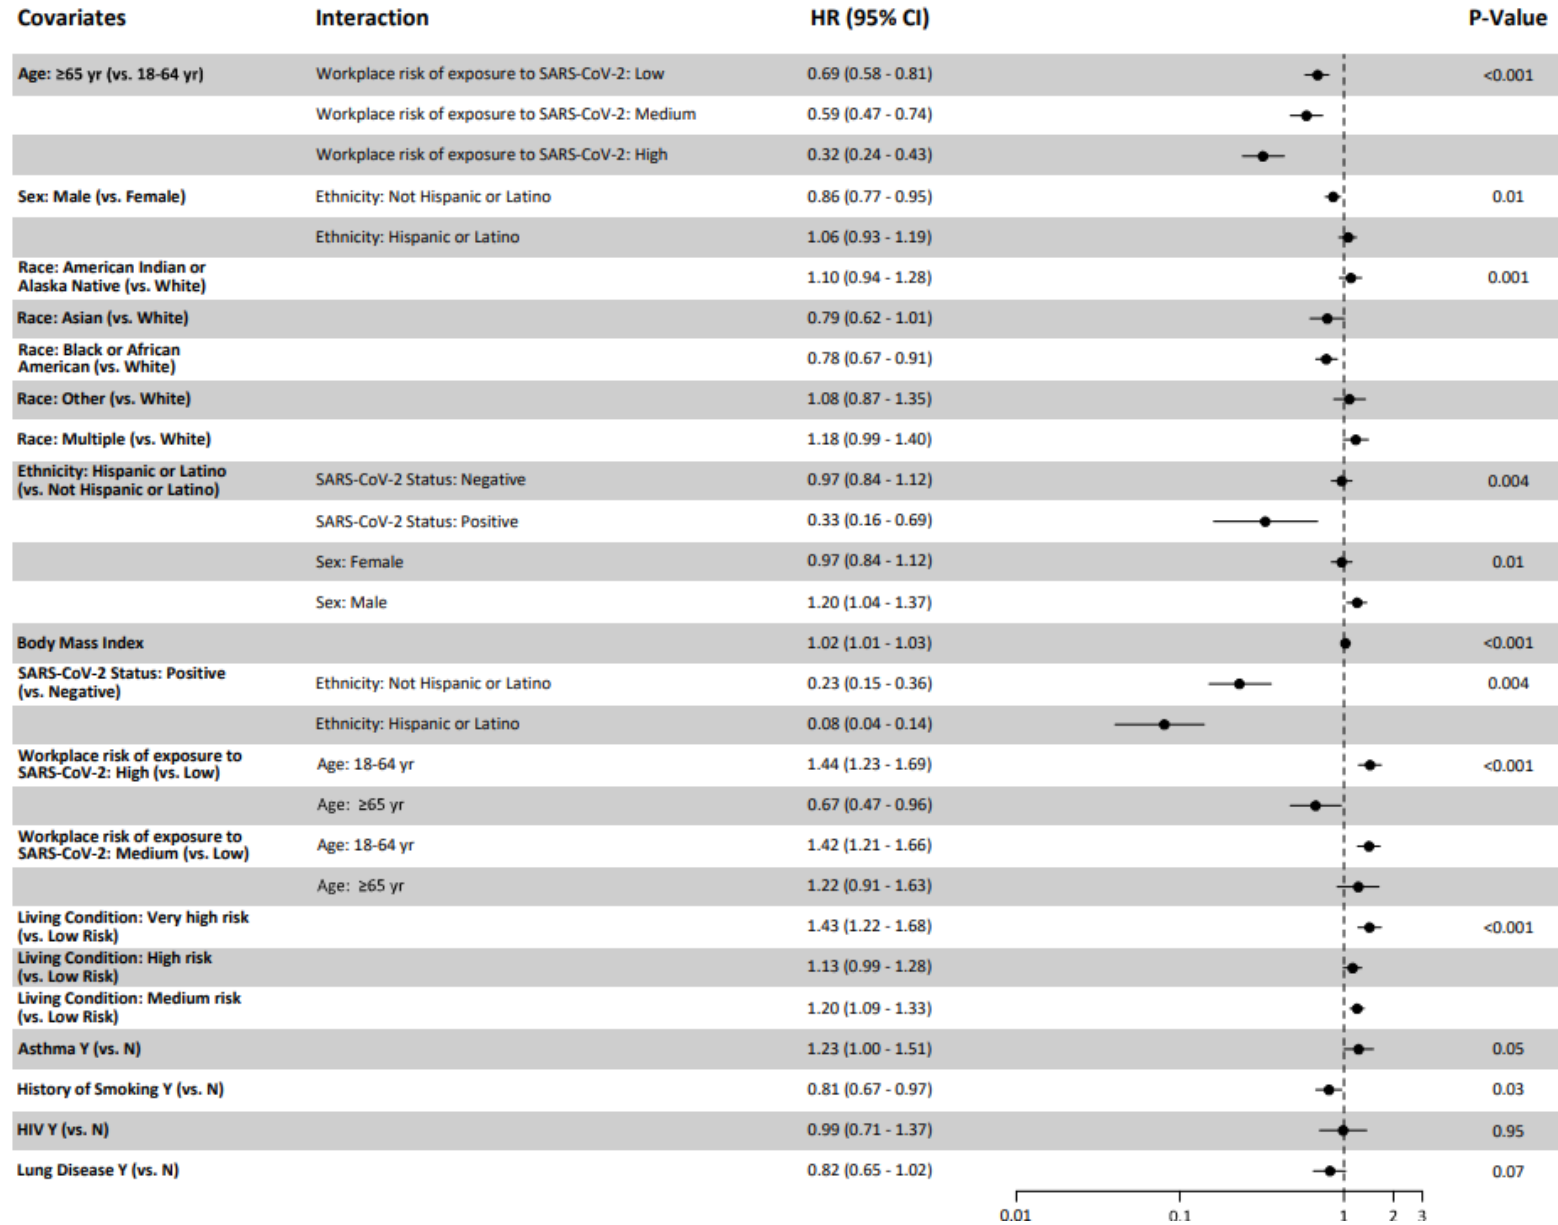 Covariates Interaction HR (95% CI) P-Value
Age: ≥65 yr (vs. 18-64 yr) Workplace risk of exposure to SARS-CoV-2: Low 0.69 (0.58 - 0.81) <0.001
Workplace risk of exposure to SARS-CoV-2: Medium 0.59 (0.47 - 0.74)
Workplace risk of exposure to SARS-CoV-2: High 0.32 (0.24 - 0.43)
Sex: Male (vs. Female) Ethnicity: Not Hispanic or Latino 0.86 (0.77 - 0.95) 0.01
Ethnicity: Hispanic or Latino 1.06 (0.93 - 1.19)
Race: American Indian or
Alaska Native (vs. White) 1.10 (0.94 - 1.28) 0.001
Race: Asian (vs. White) 0.79 (0.62 - 1.01)
Race: Black or African
American (vs. White) 0.78 (0.67 - 0.91)
Race: Other (vs. White) 1.08 (0.87 - 1.35)
Race: Multiple (vs. White) 1.18 (0.99 - 1.40)
Ethnicity: Hispanic or Latino
(vs. Not Hispanic or Latino) SARS-CoV-2 Status: Negative 0.97 (0.84 - 1.12) 0.004
SARS-CoV-2 Status: Positive 0.33 (0.16 - 0.69)
Sex: Female 0.97 (0.84 - 1.12) 0.01
Sex: Male 1.20 (1.04 - 1.37)
Body Mass Index 1.02 (1.01 - 1.03) <0.001
SARS-CoV-2 Status: Positive
(vs. Negative) Ethnicity: Not Hispanic or Latino 0.23 (0.15 - 0.36) 0.004
Ethnicity: Hispanic or Latino 0.08 (0.04 - 0.14)
Workplace risk of exposure to
SARS-CoV-2: High (vs. Low) Age: 18-64 yr 1.44 (1.23 - 1.69) <0.001
Age: ≥65 yr 0.67 (0.47 - 0.96)
Workplace risk of exposure to
SARS-CoV-2: Medium (vs. Low) Age: 18-64 yr 1.42 (1.21 - 1.66)
Age: ≥65 yr 1.22 (0.91 - 1.63)
Living Condition: Very high risk
(vs. Low Risk) 1.43 (1.22 - 1.68) <0.001
Living Condition: High risk
(vs. Low Risk) 1.13 (0.99 - 1.28)
Living Condition: Medium risk
(vs. Low Risk) 1.20 (1.09 - 1.33)
Asthma Y (vs. N) 1.23 (1.00 - 1.51) 0.05
History of Smoking Y (vs. N) 0.81 (0.67 - 0.97) 0.03
HIV Y (vs. N) 0.99 (0.71 - 1.37) 0.95
Lung Disease Y (vs. N) 0.82 (0.65 - 1.02) 0.07
0.01 0.1 1 2 3